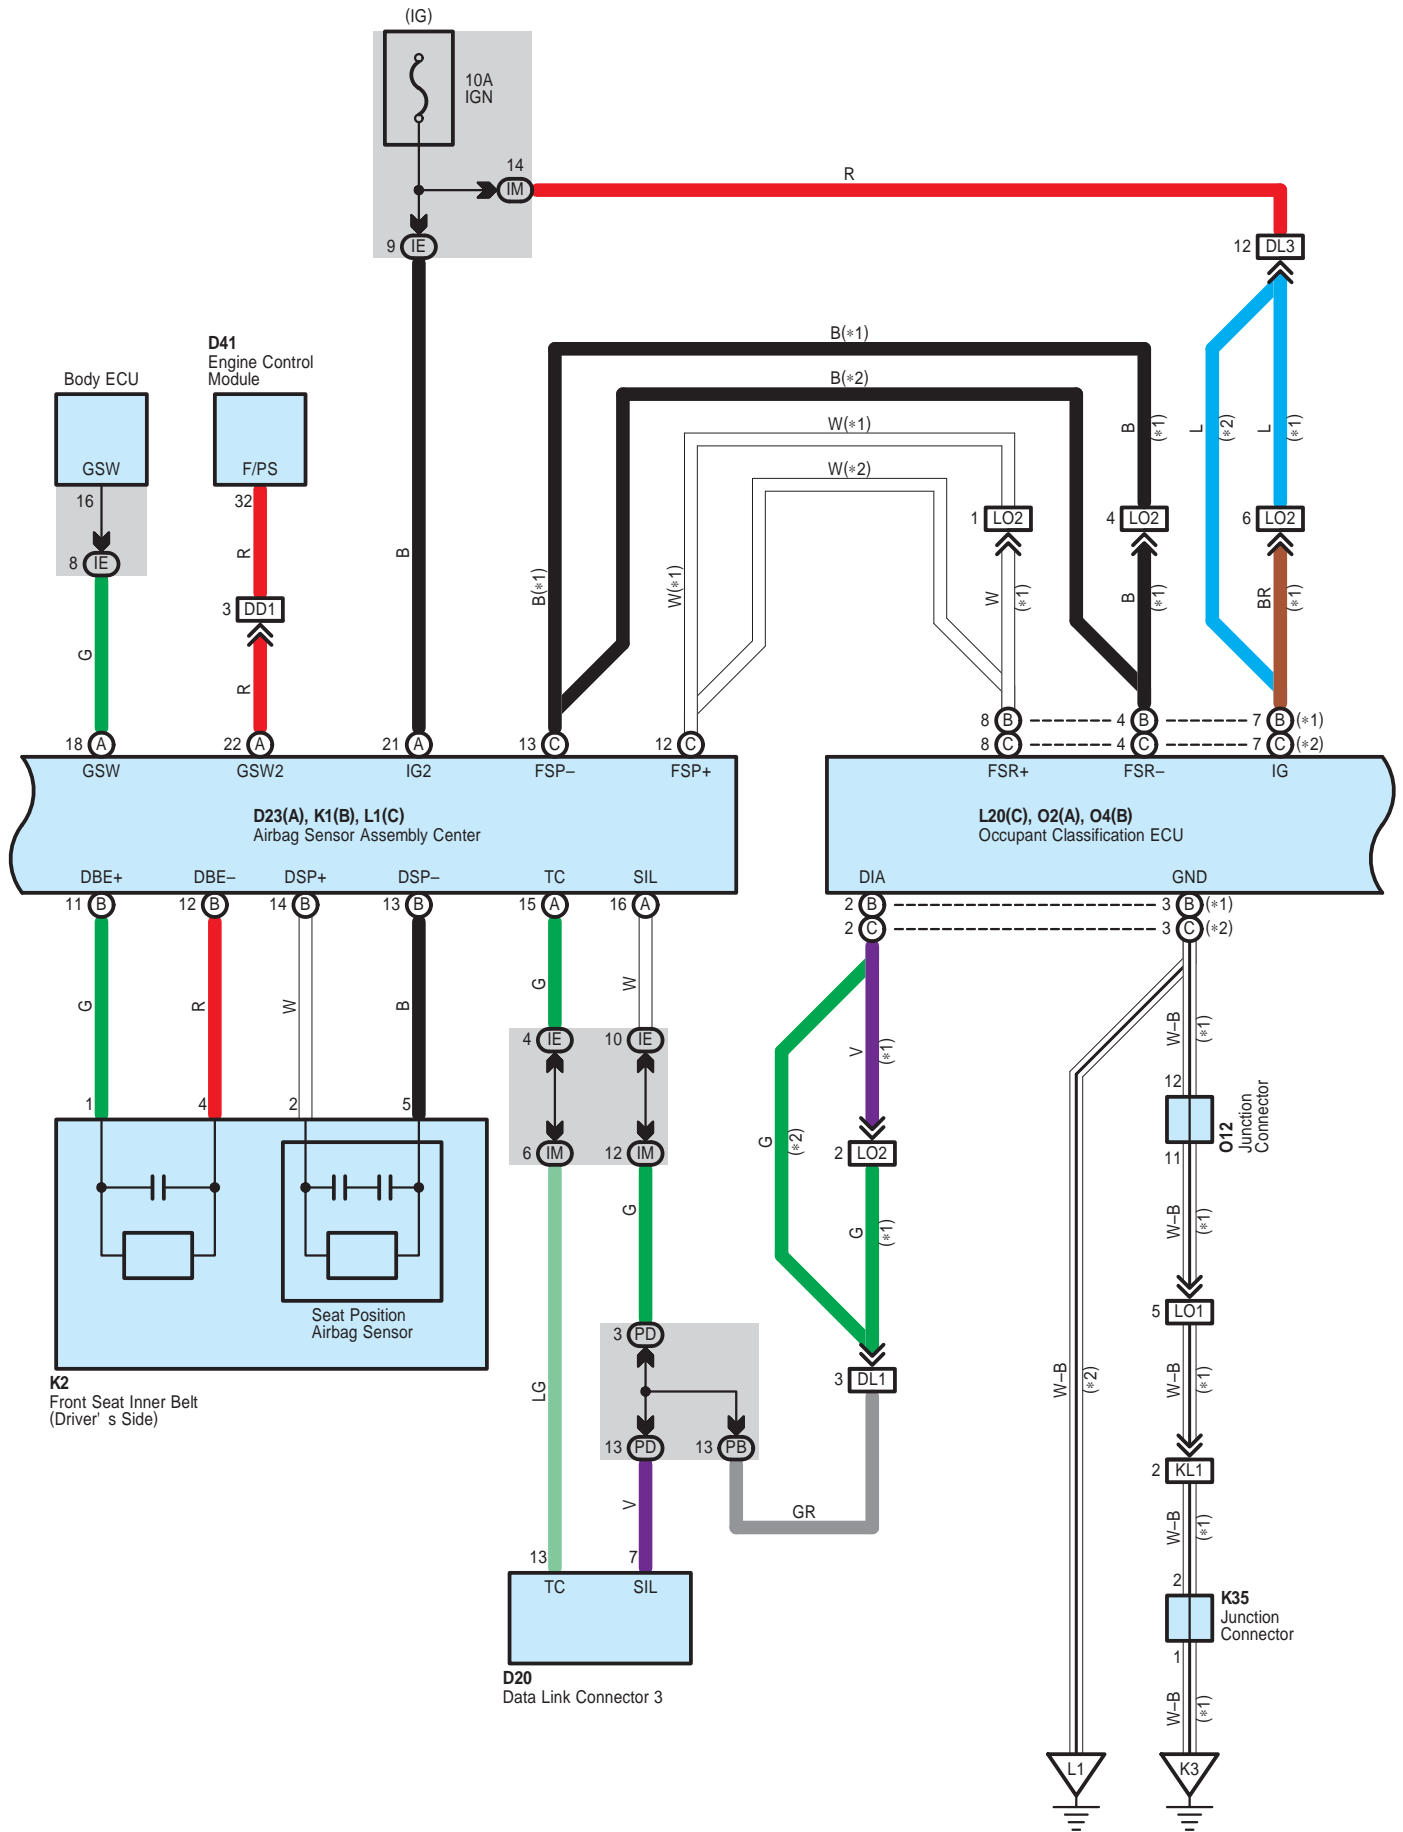 (IG)
10A
IGN
14
IM
R
9 IE
12 DL3
D41
Engine Control
Module
Body ECU
B(*1)
B(*2)
W(*1)
W(*2)
B
(*1)
L
(*2)
L
(*1)
GSW
F/PS
16
32
8 IE
R
B
1 LO2
4 LO2
6 LO2
3 DD1
B(*1)
W(*1)
W
(*1)
B
(*1)
BR
(*1)
G
R
8 B
4 B
7 B (*1)
18 A
22 A
21 A
13 C
12 C
8 C
4 C
7 C (*2)
GSW
GSW2
IG2
FSP–
FSP+
FSR+
FSR–
IG
D23(A), K1(B), L1(C)
Airbag Sensor Assembly Center
L20(C), O2(A), O4(B)
Occupant Classification ECU
DBE+
DBE–
DSP+
DSP–
TC
SIL
DIA
GND
11 B
12 B
14 B
13 B
15 A
16 A
2 B
3 B (*1)
2 C
3 C (*2)
G
R
W
B
G
W
4 IE
10 IE
V
(*1)
W–B
(*1)
12
O12
Junction
Connector
11
1
4
2
5
6 IM
12 IM
G
(*2)
2 LO2
G
G
(*1)
W–B
(*1)
Seat Position
Airbag Sensor
5 LO1
3 PD
K2
Front Seat Inner Belt
(Driver' s Side)
LG
3 DL1
W–B
(*2)
W–B
(*1)
13 PD
13 PB
2 KL1
V
GR
W–B
(*1)
13
7
TC
SIL
2
K35
Junction
Connector
1
D20
Data Link Connector 3
W–B
(*1)
L1
K3